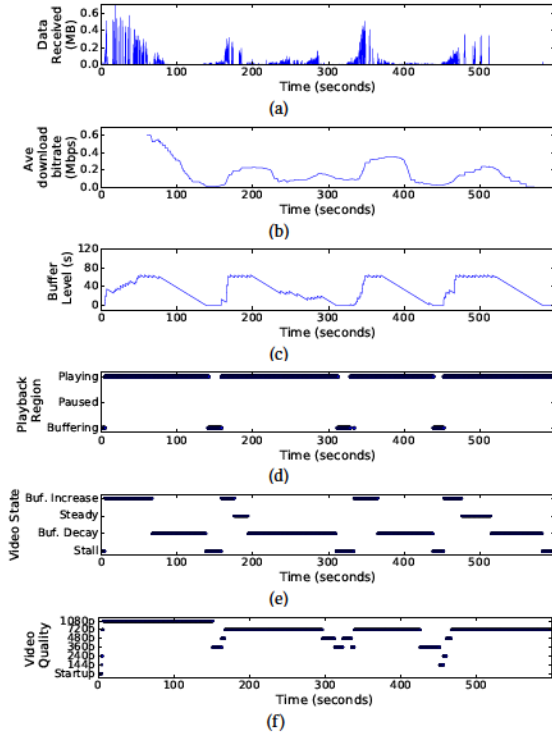 Data
Received
(MB)
0.6
0.4
0.2
0.0
100 200 300 400 500
Time (seconds)
(a)
Ave
download
bitrate
(Mbps)
0.6
0.4
0.2
0.0
0 100 200 300 400 500
Time (seconds)
(b)
Buffer
Level (s)
120
80
40
0
0 100 200 300 400 500
Time (seconds)
(c)
Playback
Region
Playing
Paused
Buffering
0 100 200 300 400 500
Time (seconds)
(d)
Video State
Buf. Increase
Steady
Buf. Decay
Stall
0 100 200 300 400 500
Time (seconds)
(e)
Video
Quality
1080p
720p
480p
360p
240p
144p
Startup
0 100 200 300 400 500
Time (seconds)
(f)